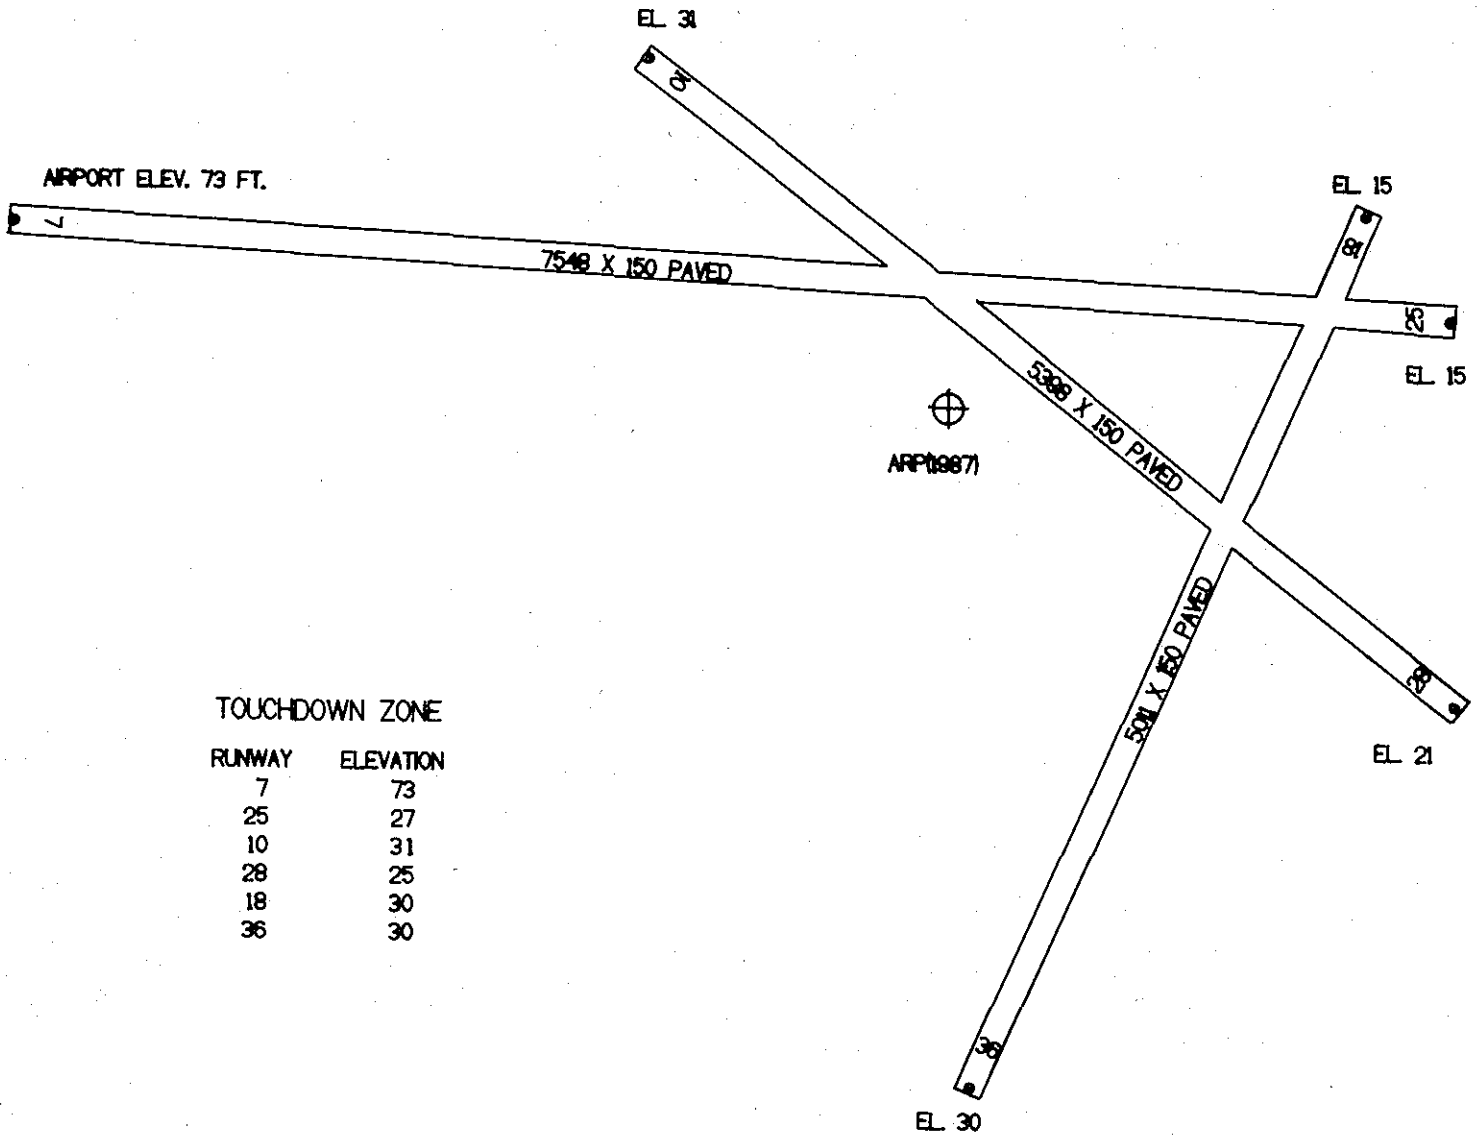 EL. 31
10
AIRPORT ELEV. 73 FT.
7
7548 X 150 PAVED
EL. 15
18
25
EL. 15
5398 X 150 PAVED
ARP(1987)
5011 X 150 PAVED
28
EL. 21
TOUCHDOWN ZONE
RUNWAY ELEVATION
7 73
25 27
10 31
28 25
18 30
36 30
36
EL. 30